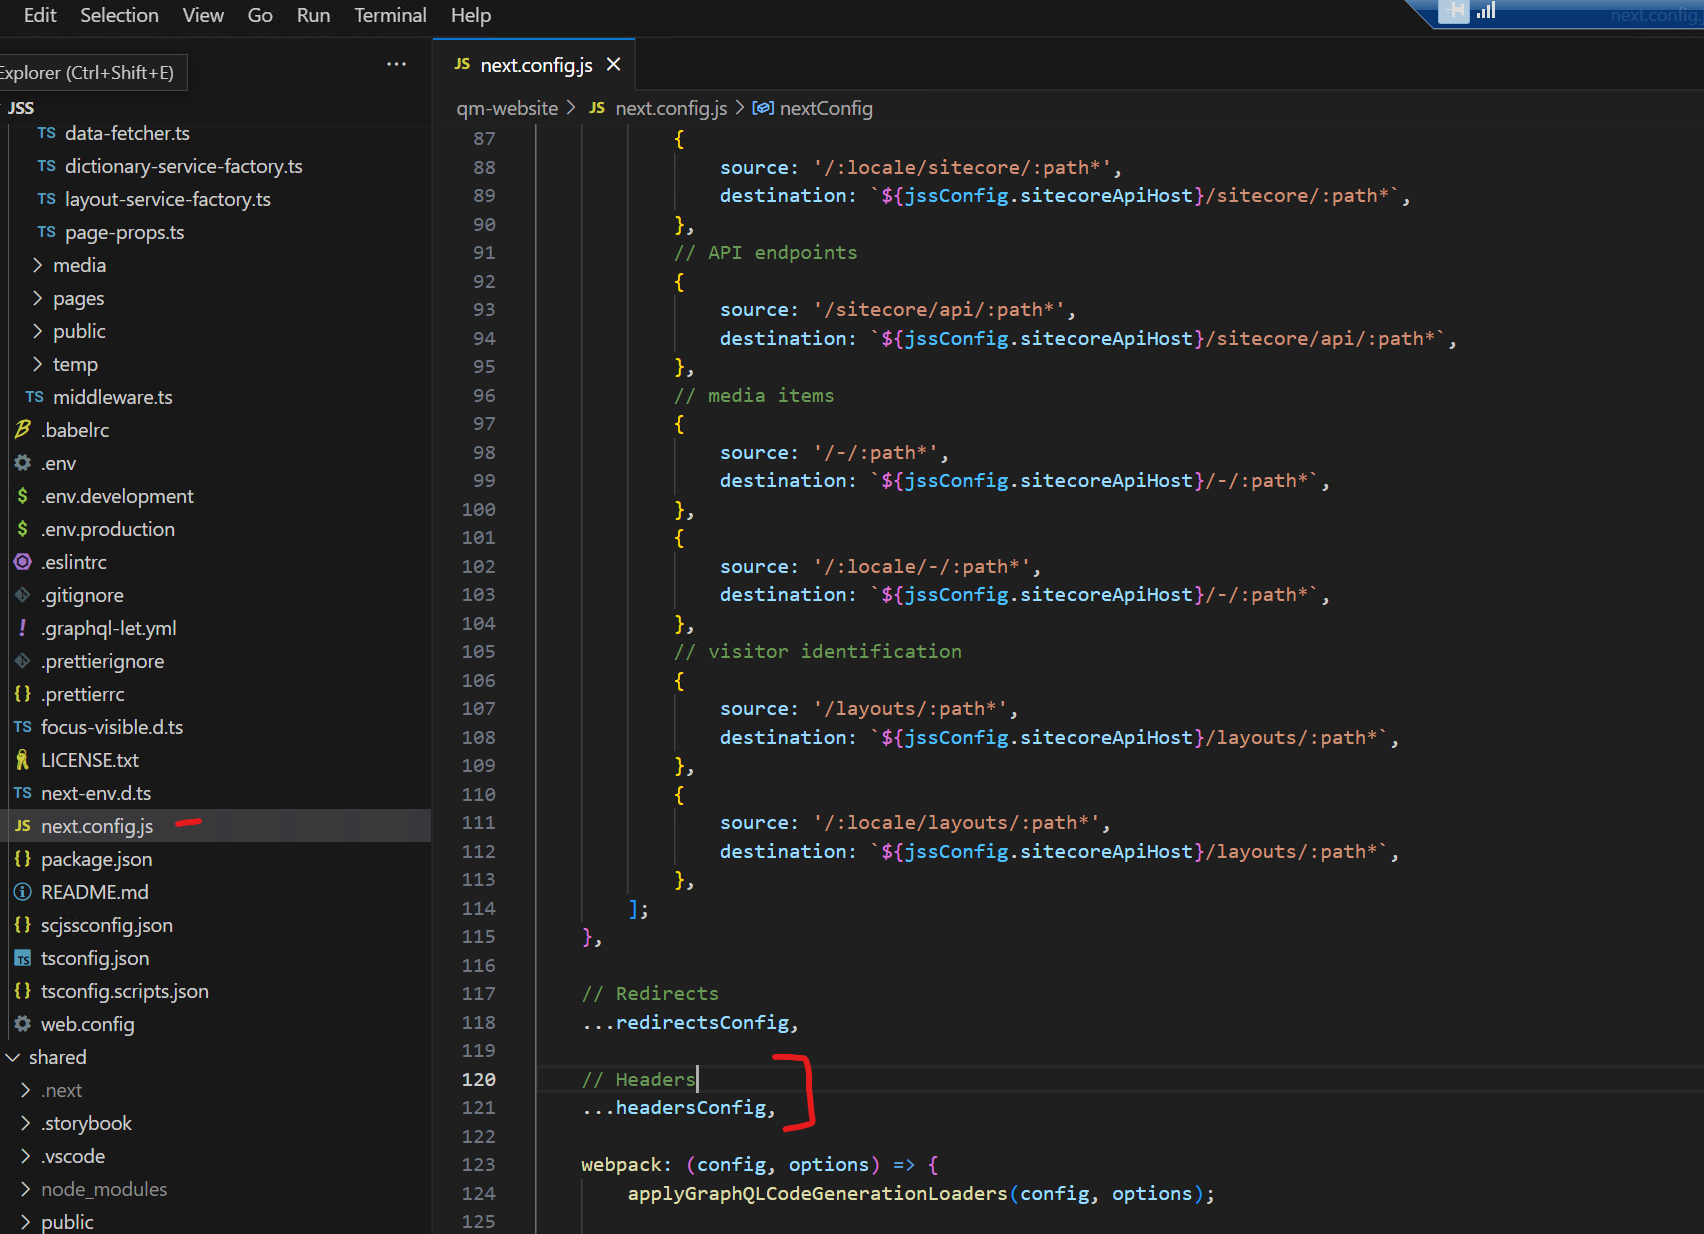 Edit Selection View Go Run Terminal Help
next.config.
Explorer (Ctrl+Shift+E)
...
JSS
TS data-fetcher.ts
TS dictionary-service-factory.ts
TS layout-service-factory.ts
TS page-props.ts
> media
> pages
> public
> temp
TS middleware.ts
.babelrc
.env
$ .env.development
$ .env.production
.eslintrc
.gitignore
! .graphql-let.yml
.prettierignore
{} .prettierrc
TS focus-visible.d.ts
LICENSE.txt
TS next-env.d.ts
JS next.config.js
{} package.json
README.md
{} scjssconfig.json
TS tsconfig.json
{} tsconfig.scripts.json
web.config
shared
> .next
> .storybook
> .vscode
> node_modules
> public
JS next.config.js ×
qm-website > JS next.config.js > nextConfig
87 {
88 source: '/:locale/sitecore/:path*',
89 destination: `${jssConfig.sitecoreApiHost}/sitecore/:path*`,
90 },
91 // API endpoints
92 {
93 source: '/sitecore/api/:path*',
94 destination: `${jssConfig.sitecoreApiHost}/sitecore/api/:path*`,
95 },
96 // media items
97 {
98 source: '/-/:path*',
99 destination: `${jssConfig.sitecoreApiHost}/-/:path*`,
100 },
101 {
102 source: '/:locale/-/:path*',
103 destination: `${jssConfig.sitecoreApiHost}/-/:path*`,
104 },
105 // visitor identification
106 {
107 source: '/layouts/:path*',
108 destination: `${jssConfig.sitecoreApiHost}/layouts/:path*`,
109 },
110 {
111 source: '/:locale/layouts/:path*',
112 destination: `${jssConfig.sitecoreApiHost}/layouts/:path*`,
113 },
114 ];
115 },
116
117 // Redirects
118 ...redirectsConfig,
119
120 // Headers
121 ...headersConfig,
122
123 webpack: (config, options) => {
124 applyGraphQLCodeGenerationLoaders(config, options);
125